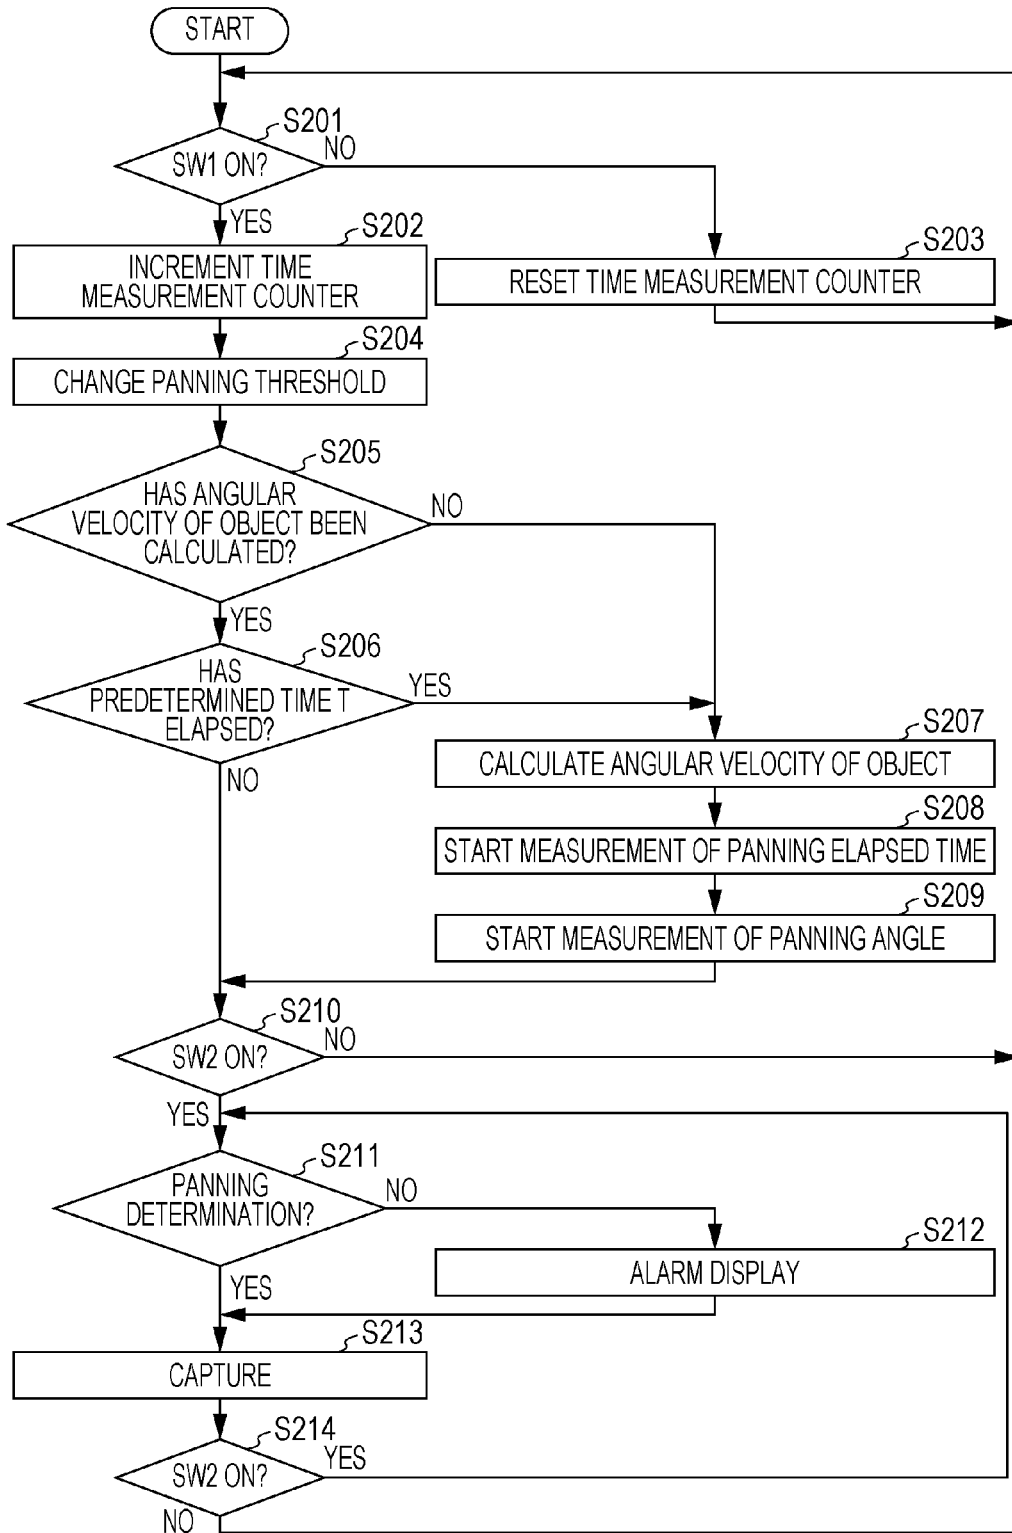 START
S201
SW1 ON?
NO
YES
S202
INCREMENT TIME
MEASUREMENT COUNTER
S203
RESET TIME MEASUREMENT COUNTER
S204
CHANGE PANNING THRESHOLD
S205
HAS ANGULAR
VELOCITY OF OBJECT BEEN
CALCULATED?
NO
YES
S206
HAS
PREDETERMINED TIME T
ELAPSED?
YES
NO
S207
CALCULATE ANGULAR VELOCITY OF OBJECT
S208
START MEASUREMENT OF PANNING ELAPSED TIME
S209
START MEASUREMENT OF PANNING ANGLE
S210
SW2 ON?
NO
YES
S211
PANNING
DETERMINATION?
NO
YES
S212
ALARM DISPLAY
S213
CAPTURE
S214
SW2 ON?
YES
NO